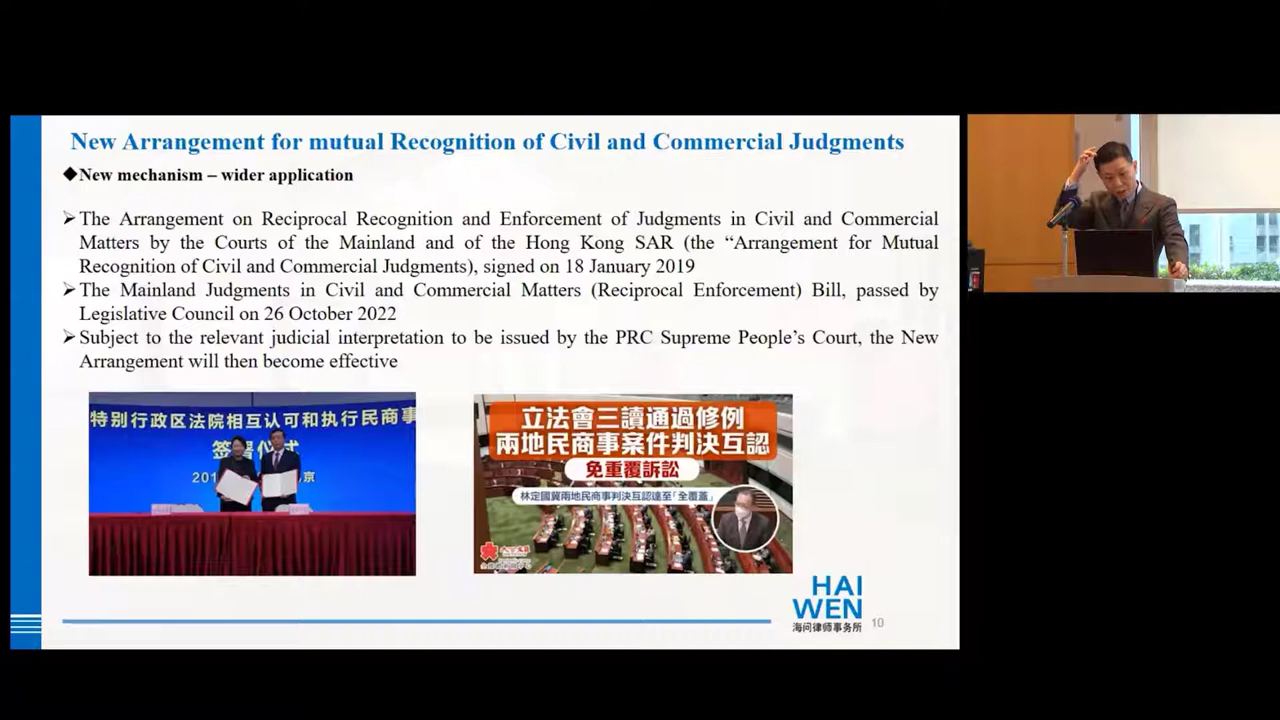 New Arrangement for mutual Recognition of Civil and Commercial Judgments
◆New mechanism – wider application
➢The Arrangement on Reciprocal Recognition and Enforcement of Judgments in Civil and Commercial
Matters by the Courts of the Mainland and of the Hong Kong SAR (the “Arrangement for Mutual
Recognition of Civil and Commercial Judgments), signed on 18 January 2019
➢The Mainland Judgments in Civil and Commercial Matters (Reciprocal Enforcement) Bill, passed by
Legislative Council on 26 October 2022
➢Subject to the relevant judicial interpretation to be issued by the PRC Supreme People’s Court, the New
Arrangement will then become effective
特别行政区法院相互认可和执行民商事
签署仪式
201 京
立法會三讀通過修例
兩地民商事案件判決互認
免重覆訴訟
林定國冀兩地民商事判決互認達至「全覆蓋」
HAI
WEN
海问律师事务所
10